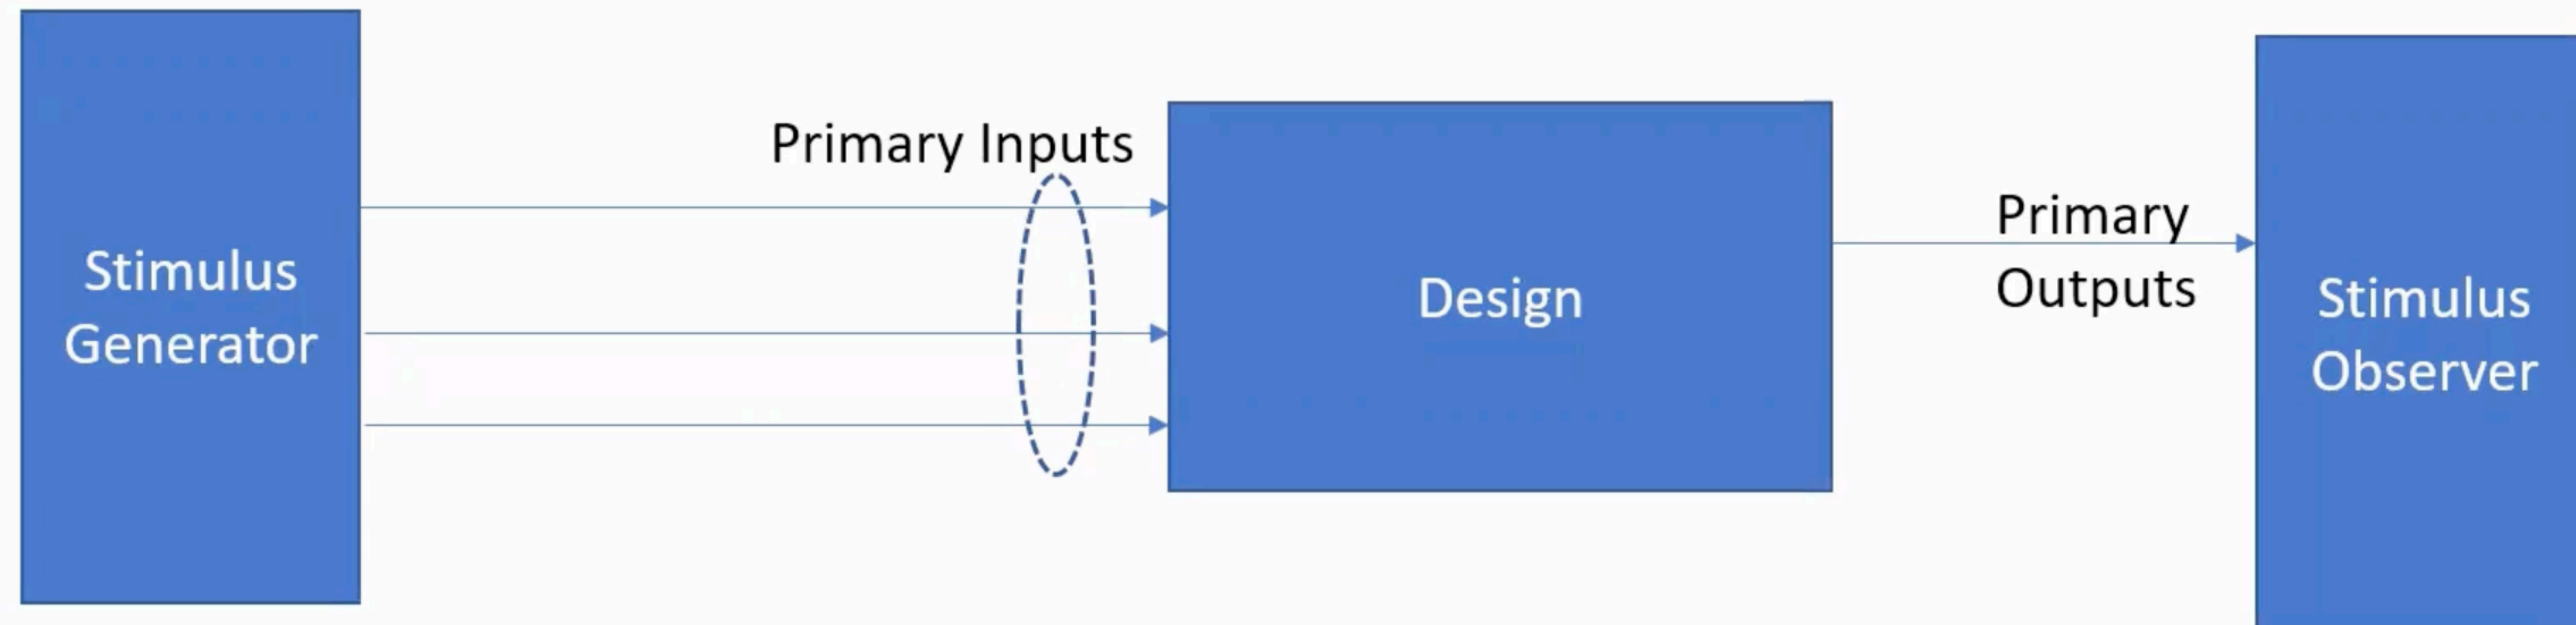 Stimulus
Generator
Primary Inputs
Design
Primary
Outputs
Stimulus
Observer